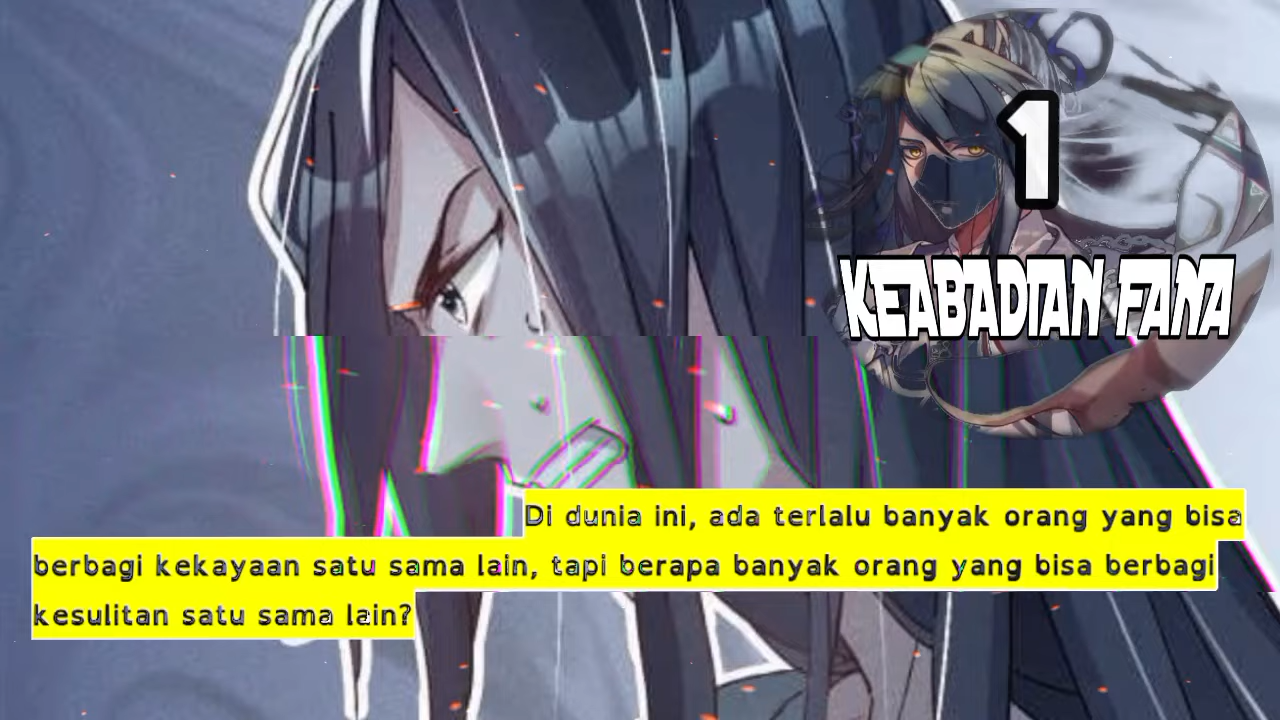 1
KEABADIAN FANA
Di dunia ini, ada terlalu banyak orang yang bisa
berbagi kekayaan satu sama lain, tapi berapa banyak orang yang bisa berbagi
kesulitan satu sama lain?